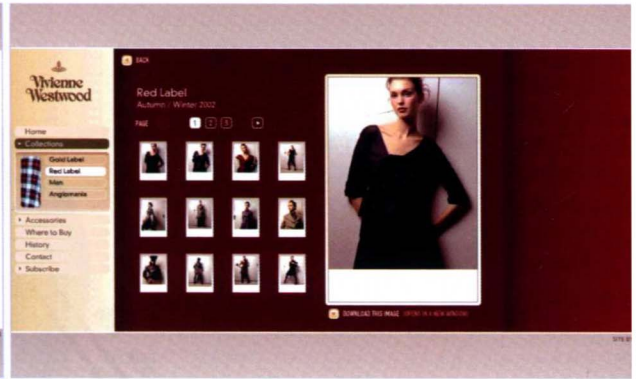 Vivienne
Westwood
Home
Collections
Gold Label
Red Label
Man
Anglomania
Accessories
Where to Buy
History
Contact
Subscribe
BACK
Red Label
Autumn / Winter 2002
PAGE 1 2 3
DOWNLOAD THIS IMAGE (OPENS IN A NEW WINDOW)